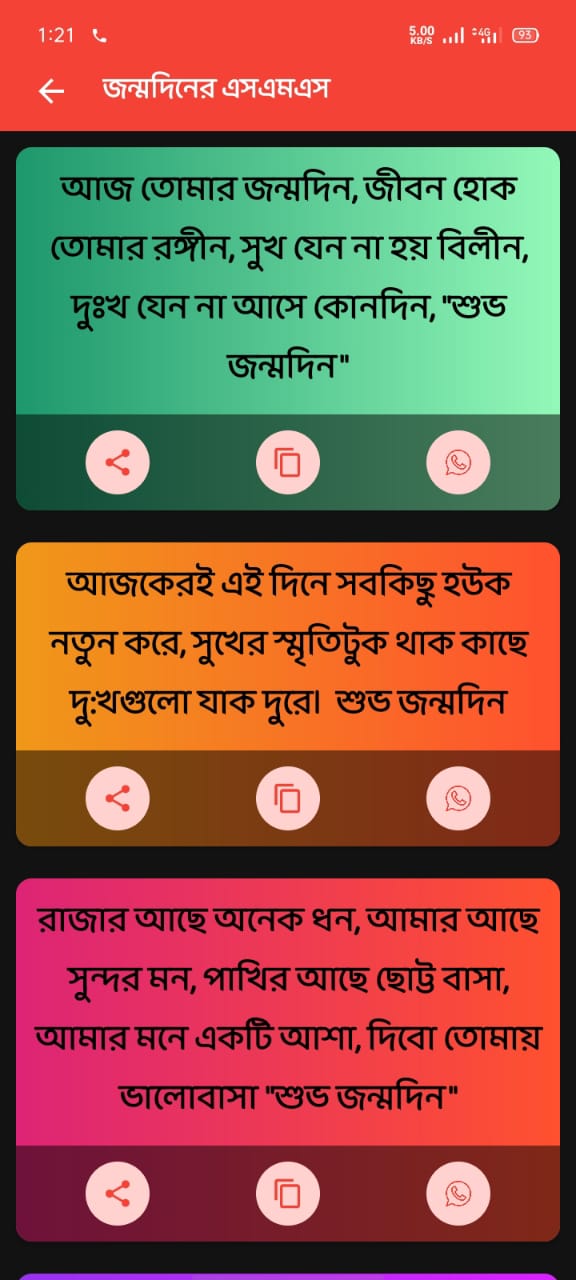 1:21
5.00
KB/S
4G
93
জন্মদিনের এসএমএস
আজ তোমার জন্মদিন, জীবন হোক
তোমার রঙ্গীন, সুখ যেন না হয় বিলীন,
দুঃখ যেন না আসে কোনদিন, "শুভ
জন্মদিন"
আজকেরই এই দিনে সবকিছু হউক
নতুন করে, সুখের স্মৃতিটুক থাক কাছে
দু:খগুলো যাক দুরে। শুভ জন্মদিন
রাজার আছে অনেক ধন, আমার আছে
সুন্দর মন, পাখির আছে ছোট্ট বাসা,
আমার মনে একটি আশা, দিবো তোমায়
ভালোবাসা "শুভ জন্মদিন"